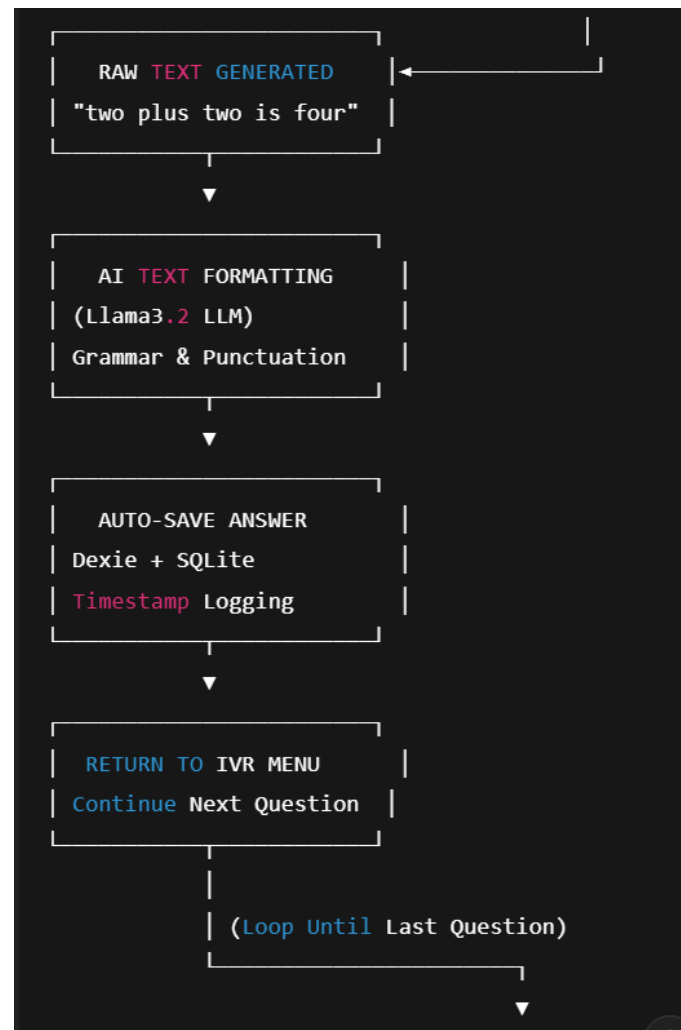 RAW TEXT GENERATED
"two plus two is four"
AI TEXT FORMATTING
(Llama3.2 LLM)
Grammar & Punctuation
AUTO-SAVE ANSWER
Dexie + SQLite
Timestamp Logging
RETURN TO IVR MENU
Continue Next Question
(Loop Until Last Question)